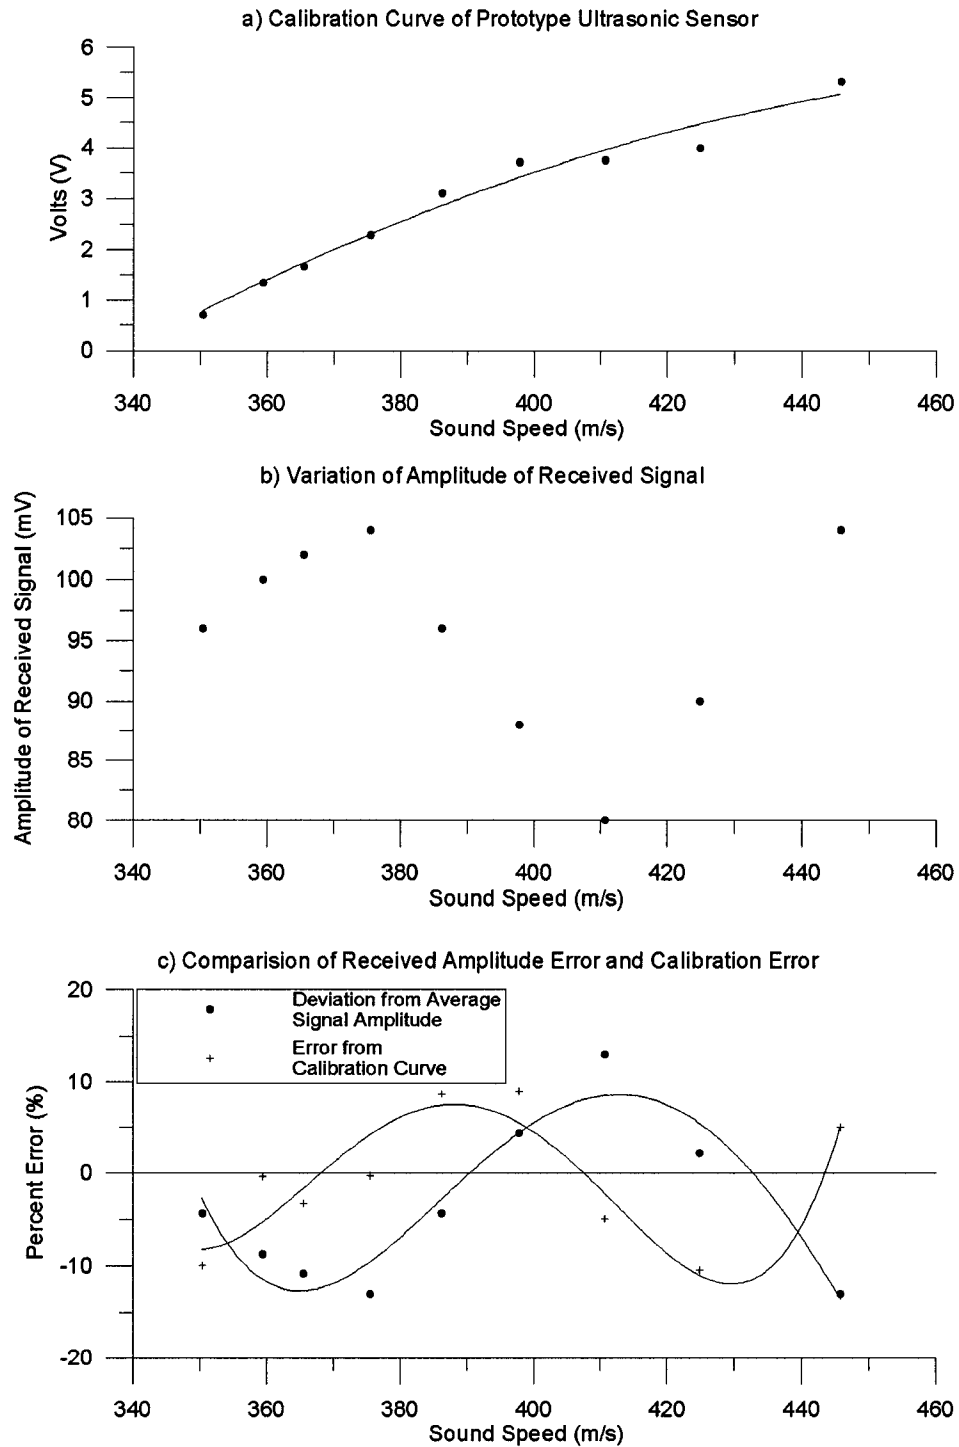 a) Calibration Curve of Prototype Ultrasonic Sensor
6
5
4
3
2
1
0
Volts (V)
340 360 380 400 420 440 460
Sound Speed (m/s)
b) Variation of Amplitude of Received Signal
105
100
95
90
85
80
Amplitude of Received Signal (mV)
340 360 380 400 420 440 460
Sound Speed (m/s)
c) Comparision of Received Amplitude Error and Calibration Error
20
10
0
-10
-20
Percent Error (%)
Deviation from Average
Signal Amplitude
Error from
Calibration Curve
340 360 380 400 420 440 460
Sound Speed (m/s)